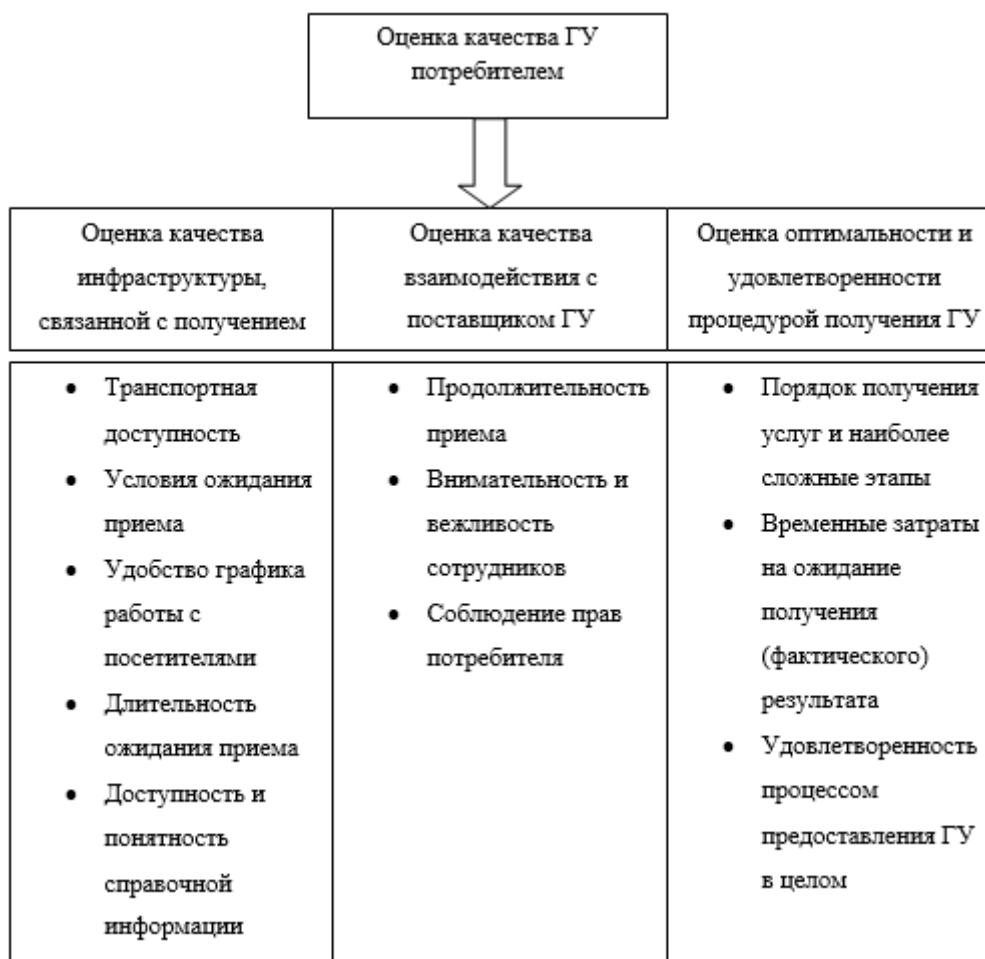 Оценка качества ГУ
потребителем
Оценка качества
инфраструктуры,
связанной с получением
Оценка качества
взаимодействия с
поставщиком ГУ
Оценка оптимальности и
удовлетворенности
процедурой получения ГУ
• Транспортная
доступность
• Условия ожидания
приема
• Удобство графика
работы с
посетителями
• Длительность
ожидания приема
• Доступность и
понятность
справочной
информации
• Продолжительность
приема
• Внимательность и
вежливость
сотрудников
• Соблюдение прав
потребителя
• Порядок получения
услуг и наиболее
сложные этапы
• Временные затраты
на ожидание
получения
(фактического)
результата
• Удовлетворенность
процессом
предоставления ГУ
в целом